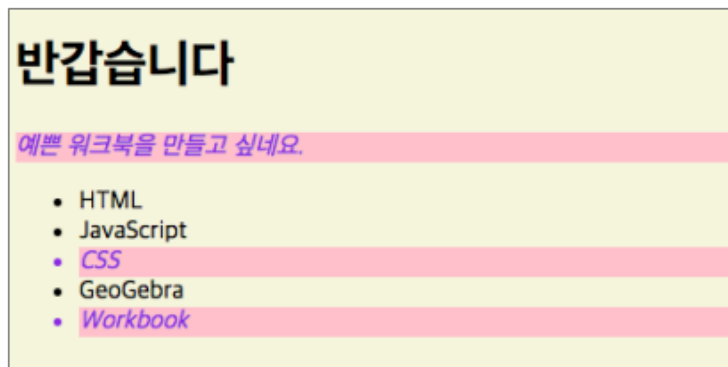 반갑습니다
예쁜 워크북을 만들고 싶네요.
HTML
JavaScript
CSS
GeoGebra
Workbook